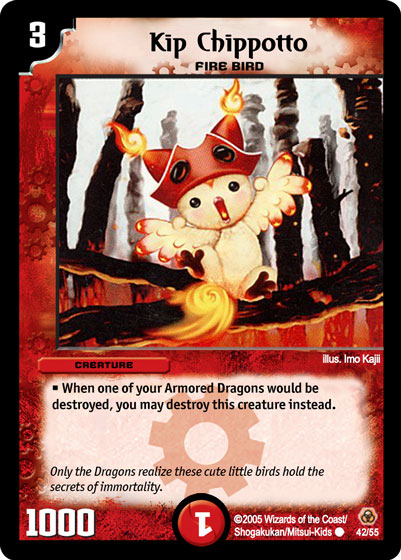 3
Kip Chippotto
FIRE BIRD
illus. Imo Kajii
CREATURE
▪ When one of your Armored Dragons would be
destroyed, you may destroy this creature instead.
Only the Dragons realize these cute little birds hold the
secrets of immortality.
1000
1
©2005 Wizards of the Coast/
Shogakukan/Mitsui-Kids ● 42/55